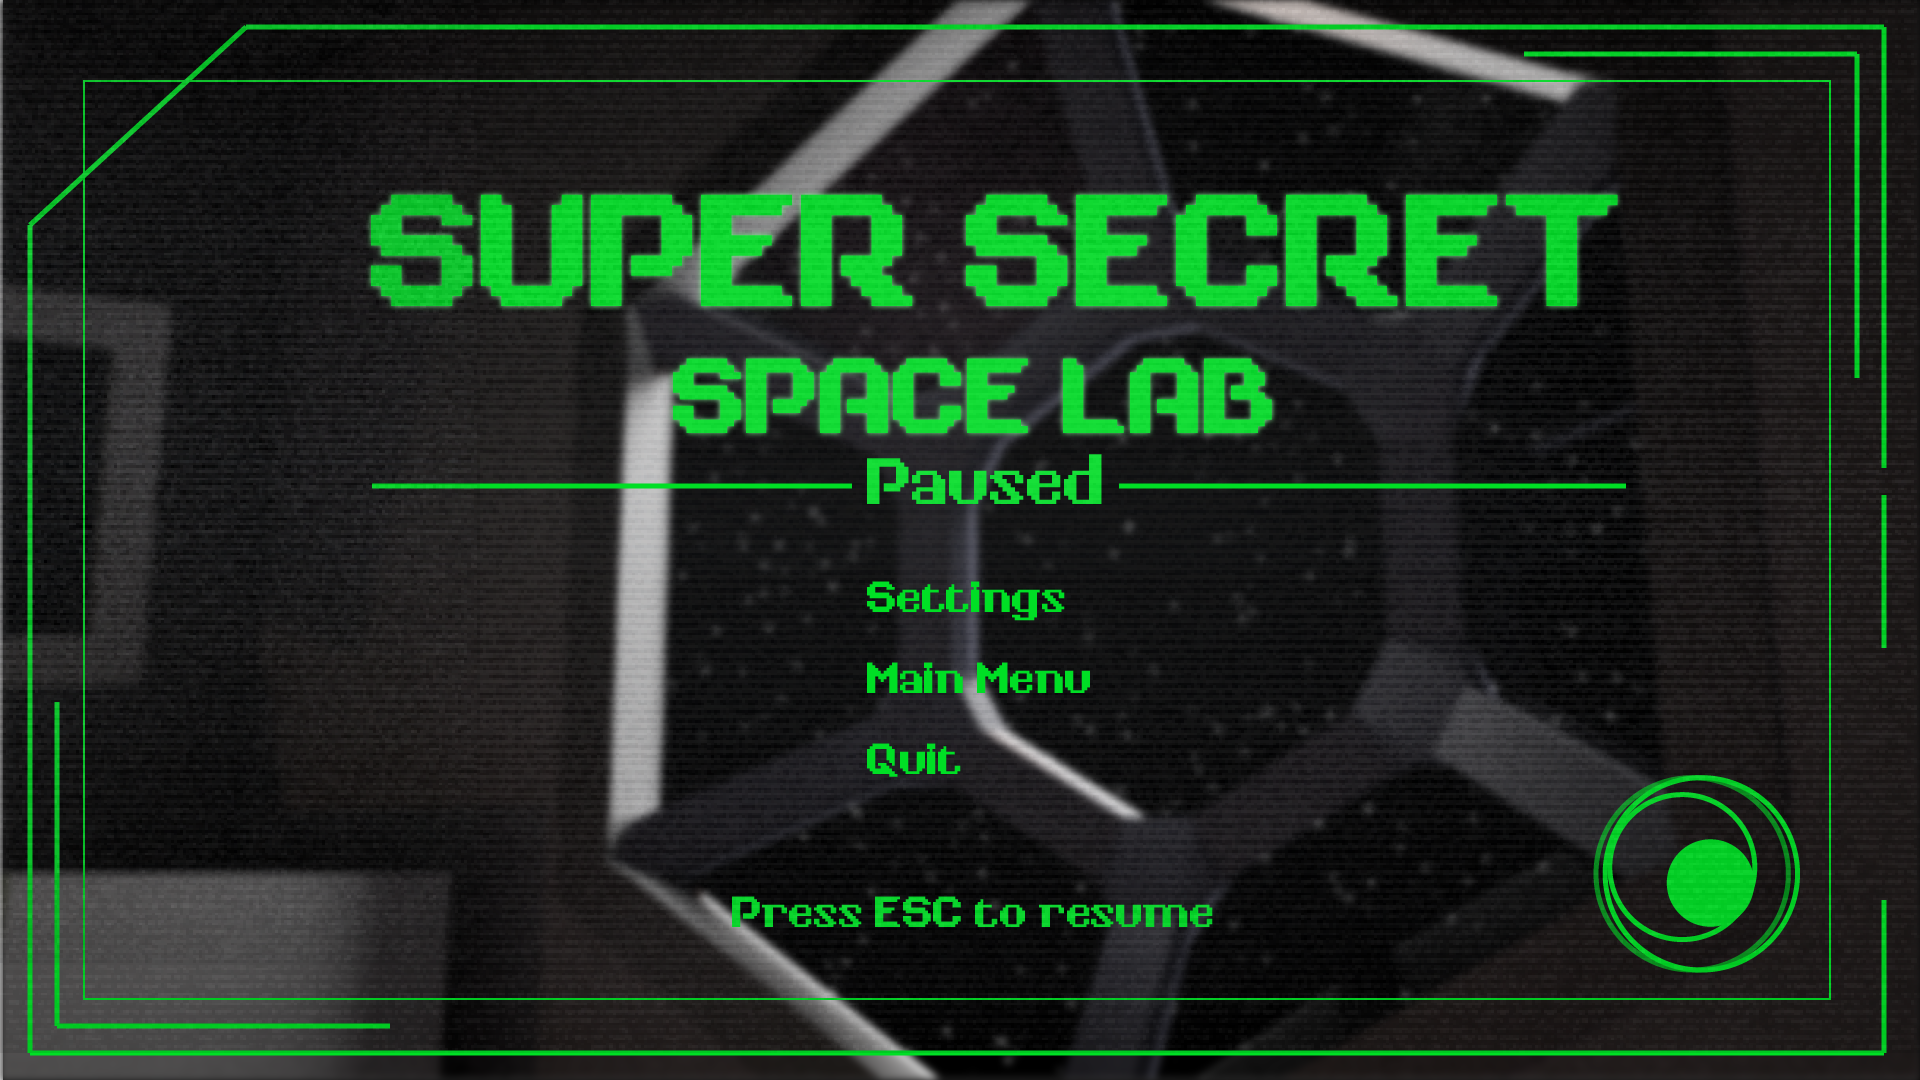 SUPER SECRET
SPACE LAB
Paused
Settings
Main Menu
Quit
Press ESC to resume